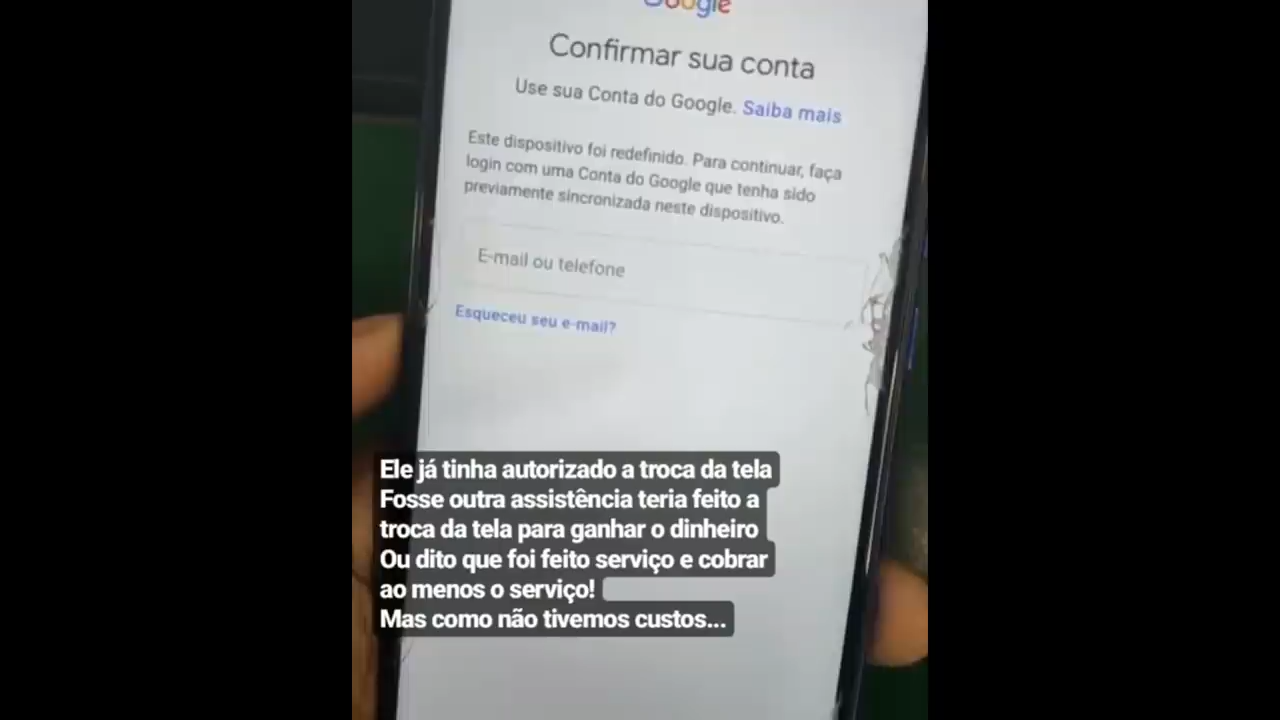 Google
Confirmar sua conta
Use sua Conta do Google. Saiba mais
Este dispositivo foi redefinido. Para continuar, faça
login com uma Conta do Google que tenha sido
previamente sincronizada neste dispositivo.
E-mail ou telefone
Esqueceu seu e-mail?
Ele já tinha autorizado a troca da tela
Fosse outra assistência teria feito a
troca da tela para ganhar o dinheiro
Ou dito que foi feito serviço e cobrar
ao menos o serviço!
Mas como não tivemos custos...